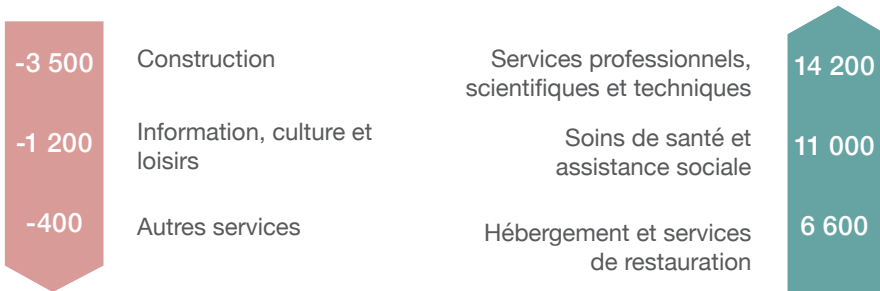 -3 500
Construction
-1 200
Information, culture et
loisirs
-400
Autres services
Services professionnels,
scientifiques et techniques
14 200
Soins de santé et
assistance sociale
11 000
Hébergement et services
de restauration
6 600